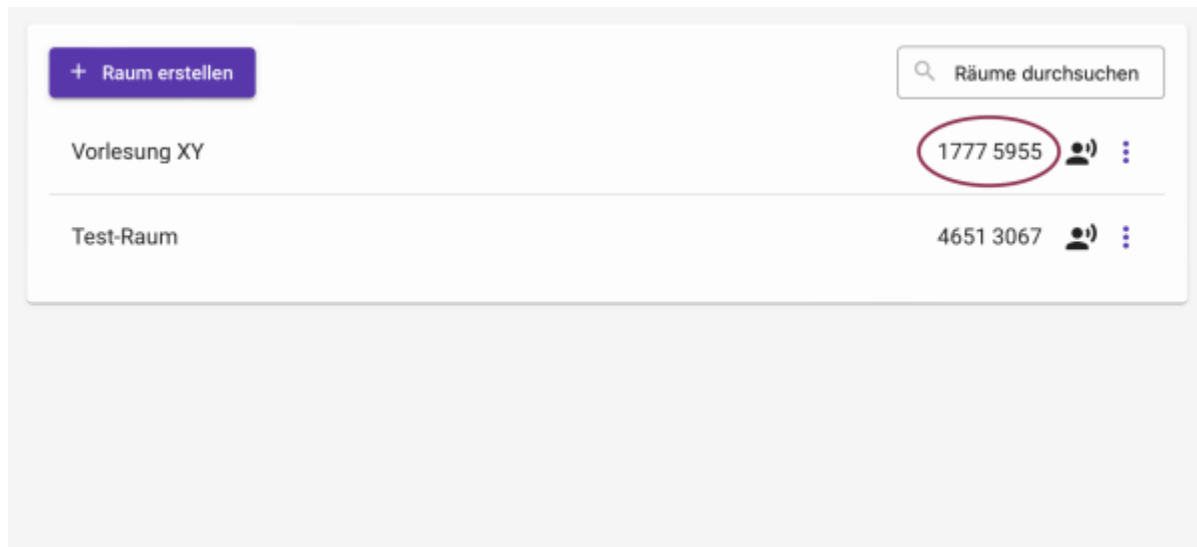 + Raum erstellen Räume durchsuchen
Vorlesung XY 1777 5955
Test-Raum 4651 3067